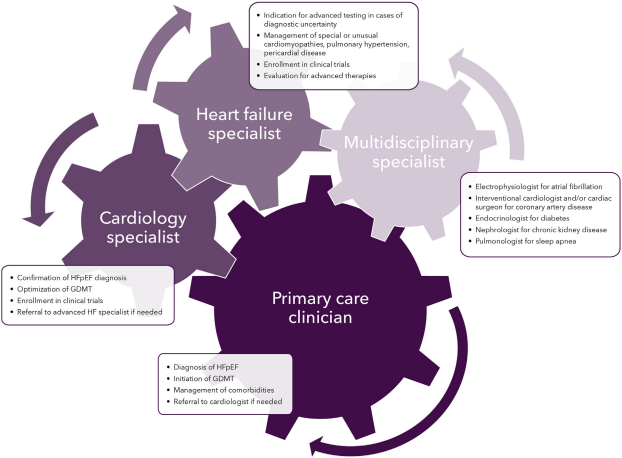 • Indication for advanced testing in cases of
diagnostic uncertainty
• Management of special or unusual
cardiomyopathies, pulmonary hypertension,
pericardial disease
• Enrollment in clinical trials
• Evaluation for advanced therapies
Heart failure
specialist
Multidisciplinary
specialist
• Electrophysiologist for atrial fibrillation
• Interventional cardiologist and/or cardiac
surgeon for coronary artery disease
• Endocrinologist for diabetes
• Nephrologist for chronic kidney disease
• Pulmonologist for sleep apnea
Cardiology
specialist
• Confirmation of HFpEF diagnosis
• Optimization of GDMT
• Enrollment in clinical trials
• Referral to advanced HF specialist if needed
Primary care
clinician
• Diagnosis of HFpEF
• Initiation of GDMT
• Management of comorbidities
• Referral to cardiologist if needed